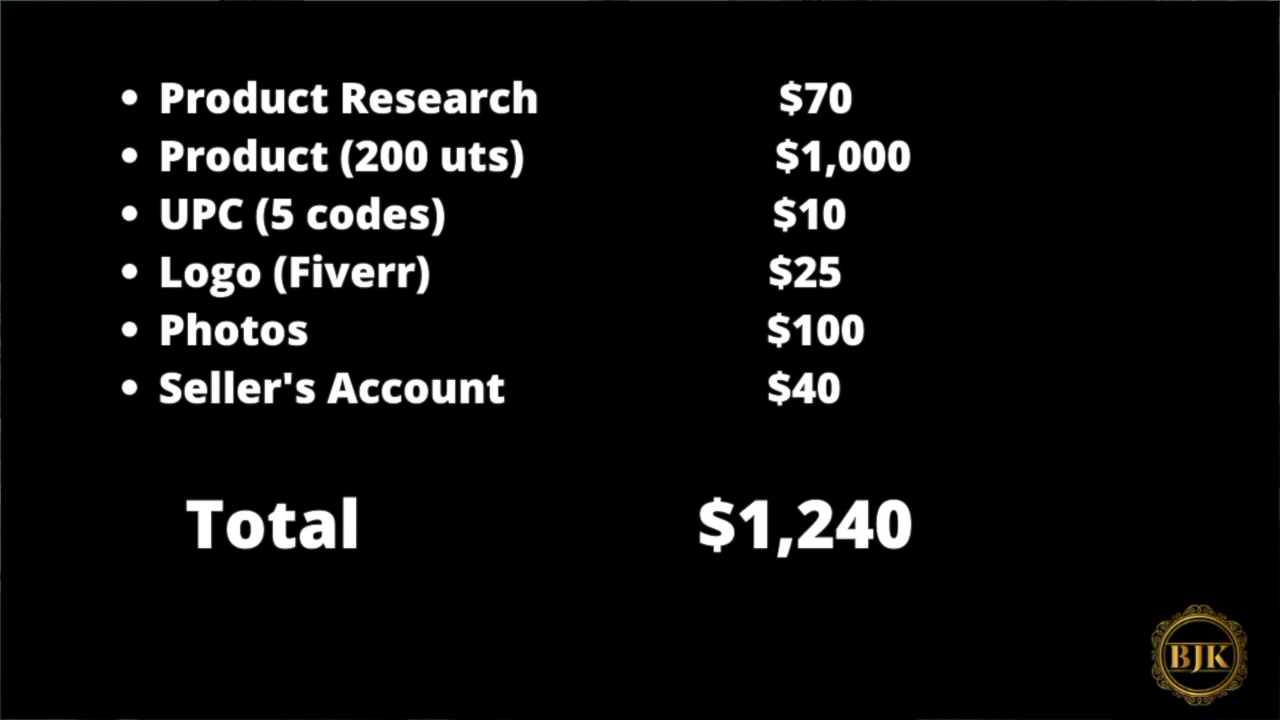 • Product Research $70
• Product (200 uts) $1,000
• UPC (5 codes) $10
• Logo (Fiverr) $25
• Photos $100
• Seller's Account $40
Total $1,240
BJK